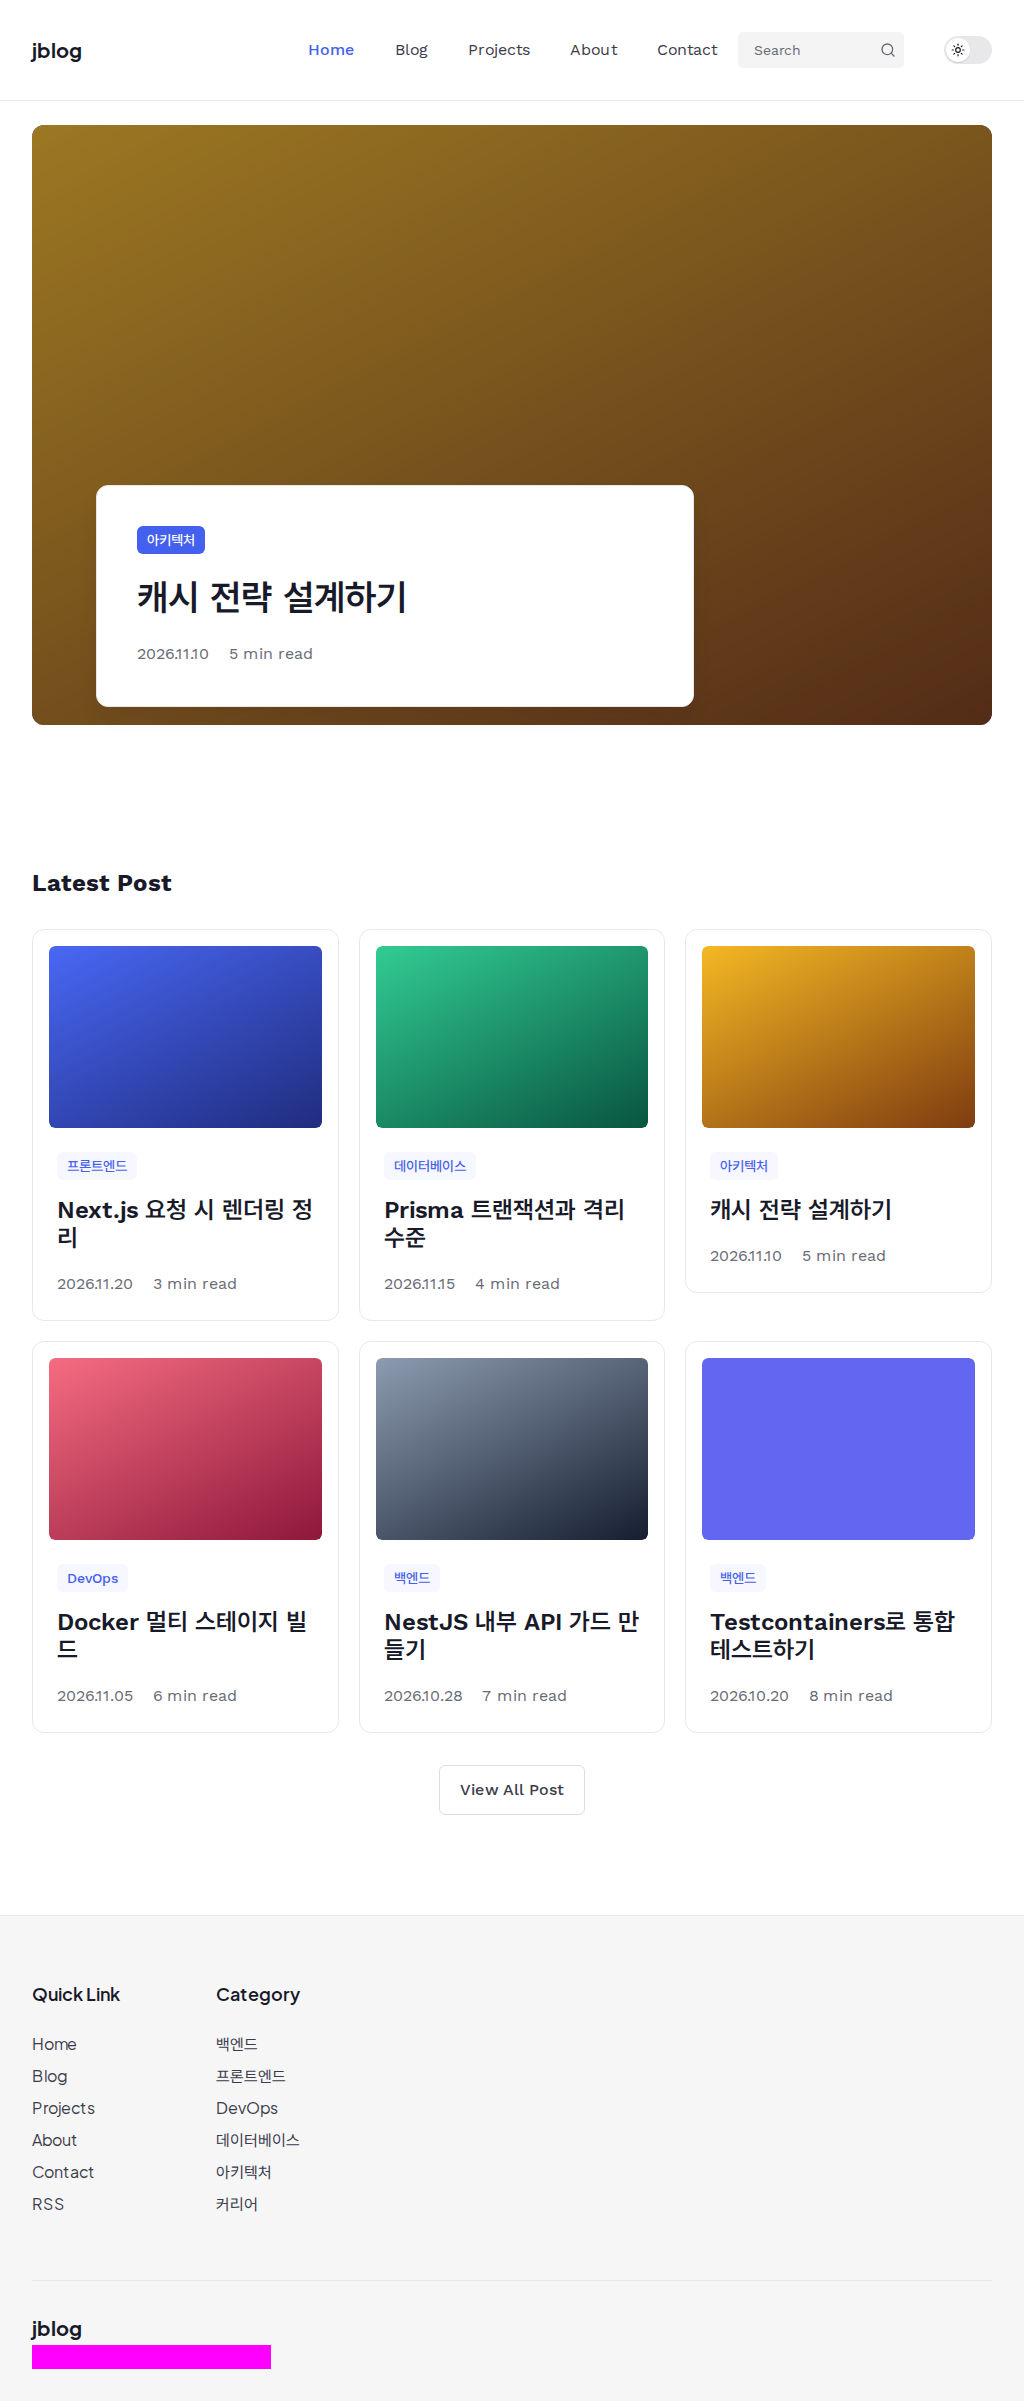 jblog
Home Blog Projects About Contact Search
아키텍처
캐시 전략 설계하기
2026.11.10 5 min read
Latest Post
프론트엔드
Next.js 요청 시 렌더링 정
리
2026.11.20 3 min read
데이터베이스
Prisma 트랜잭션과 격리
수준
2026.11.15 4 min read
아키텍처
캐시 전략 설계하기
2026.11.10 5 min read
DevOps
Docker 멀티 스테이지 빌
드
2026.11.05 6 min read
백엔드
NestJS 내부 API 가드 만
들기
2026.10.28 7 min read
백엔드
Testcontainers로 통합
테스트하기
2026.10.20 8 min read
View All Post
Quick Link
Home
Blog
Projects
About
Contact
RSS
Category
백엔드
프론트엔드
DevOps
데이터베이스
아키텍처
커리어
jblog